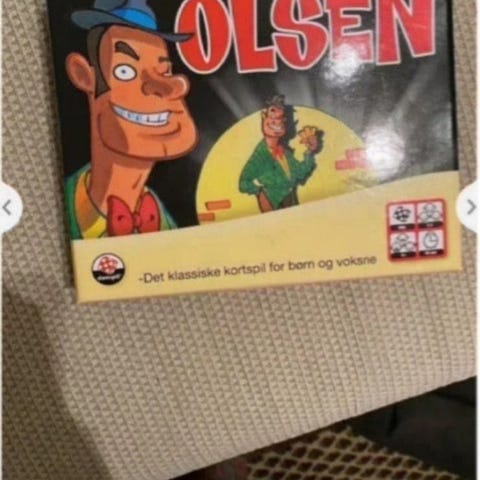 OLSEN
-Det klassiske kortspil for børn og voksne